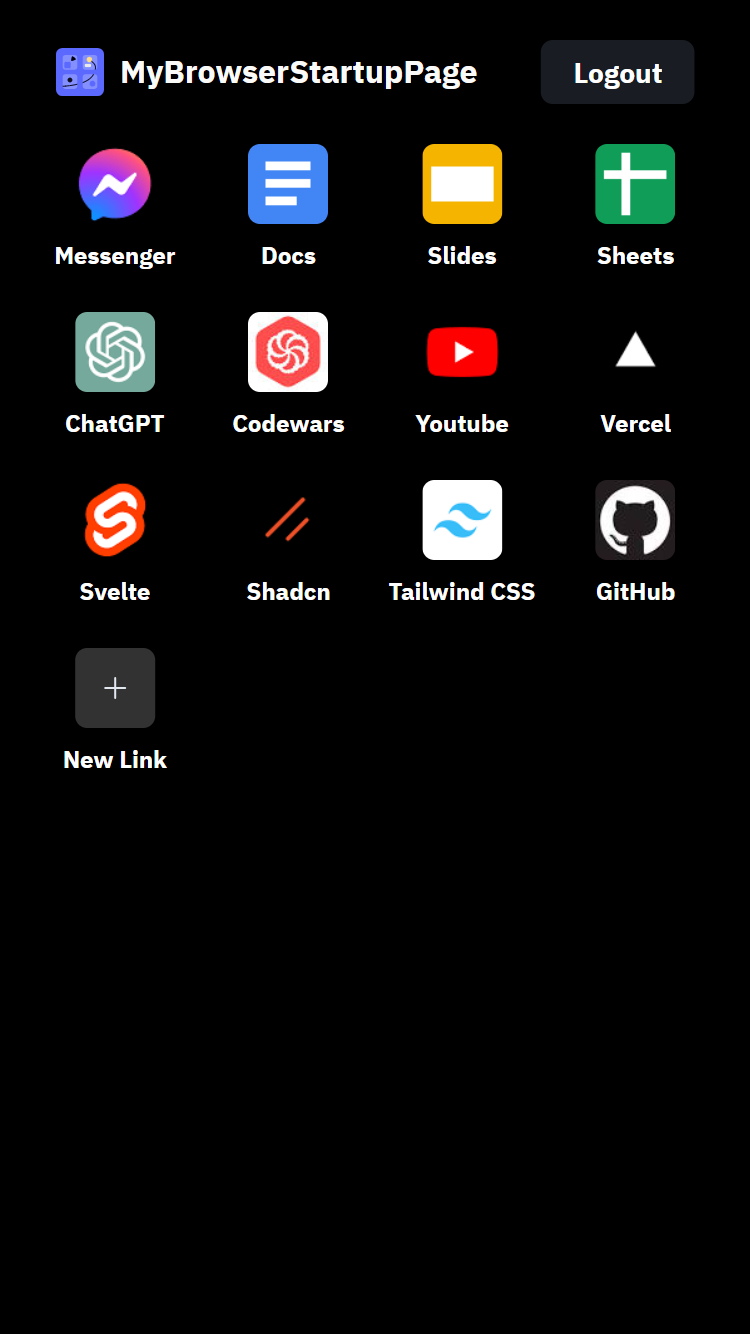 MyBrowserStartupPage
Logout
Messenger
Docs
Slides
Sheets
ChatGPT
Codewars
Youtube
Vercel
Svelte
Shadcn
Tailwind CSS
GitHub
New Link